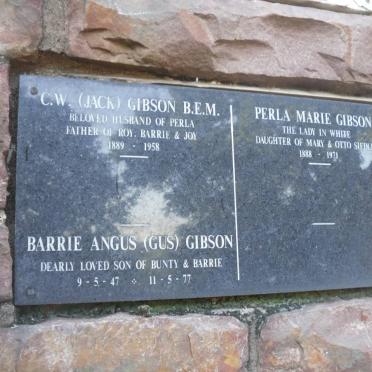 C.W. (JACK) GIBSON B.E.M.
BELOVED HUSBAND OF PERLA
FATHER OF ROY, BARRIE & JOY
1889 - 1958
BARRIE ANGUS (GUS) GIBSON
DEARLY LOVED SON OF BUNTY & BARRIE
9-5-47 ÷ 11-5-77
PERLA MARIE GIBSON
THE LADY IN WHITE
DAUGHTER OF MARY & OTTO
1888 - 1971